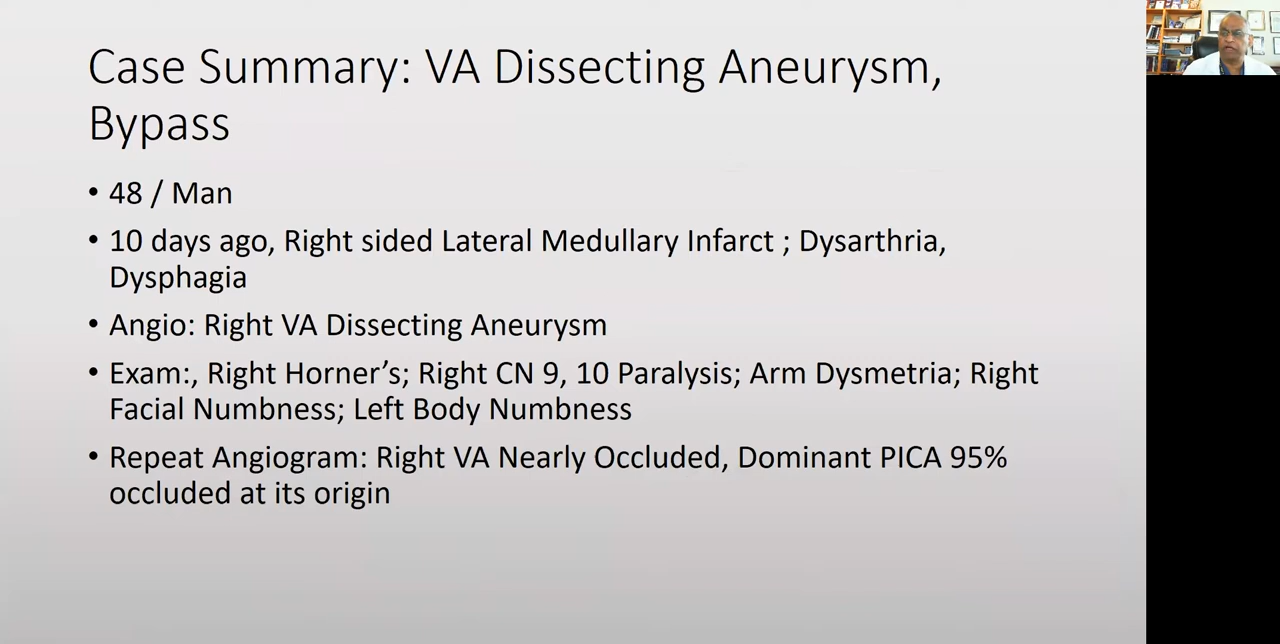 Case Summary: VA Dissecting Aneurysm,
Bypass
• 48 / Man
• 10 days ago, Right sided Lateral Medullary Infarct ; Dysarthria,
Dysphagia
• Angio: Right VA Dissecting Aneurysm
• Exam:, Right Horner’s; Right CN 9, 10 Paralysis; Arm Dysmetria; Right
Facial Numbness; Left Body Numbness
• Repeat Angiogram: Right VA Nearly Occluded, Dominant PICA 95%
occluded at its origin